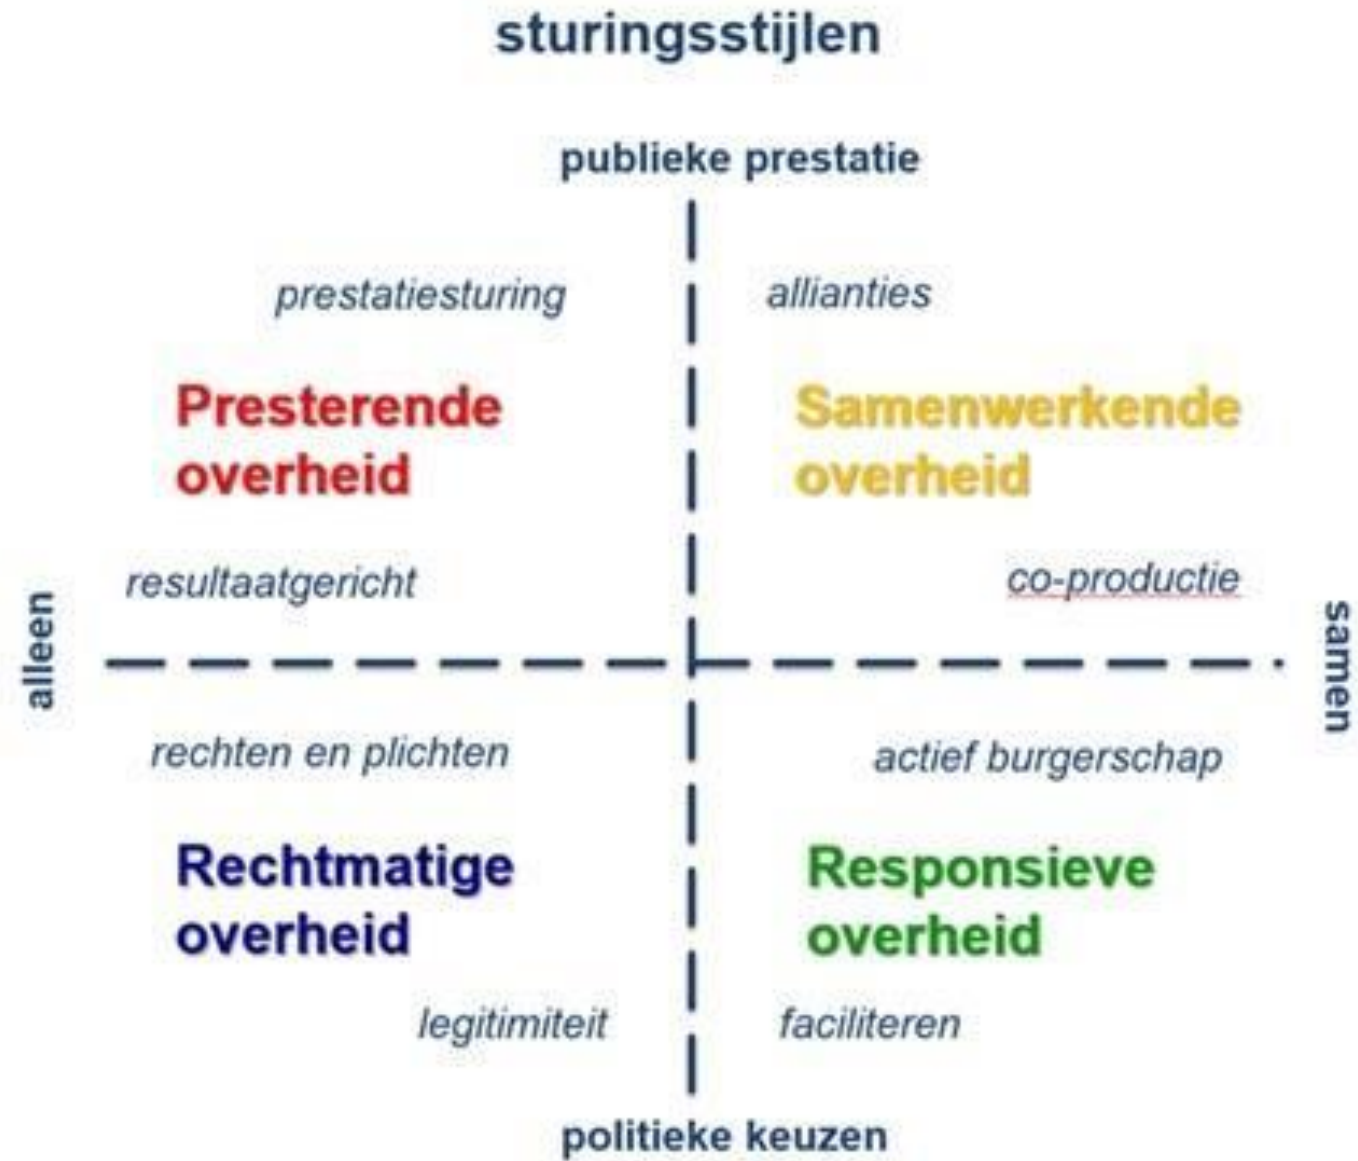 sturingsstijlen
publieke prestatie
prestatiesturing
allianties
Presterende
overheid
Samenwerkende
overheid
resultaatgericht
co-productie
alleen
samen
rechten en plichten
actief burgerschap
Rechtmatige
overheid
Responsieve
overheid
legitimiteit
faciliteren
politieke keuzen